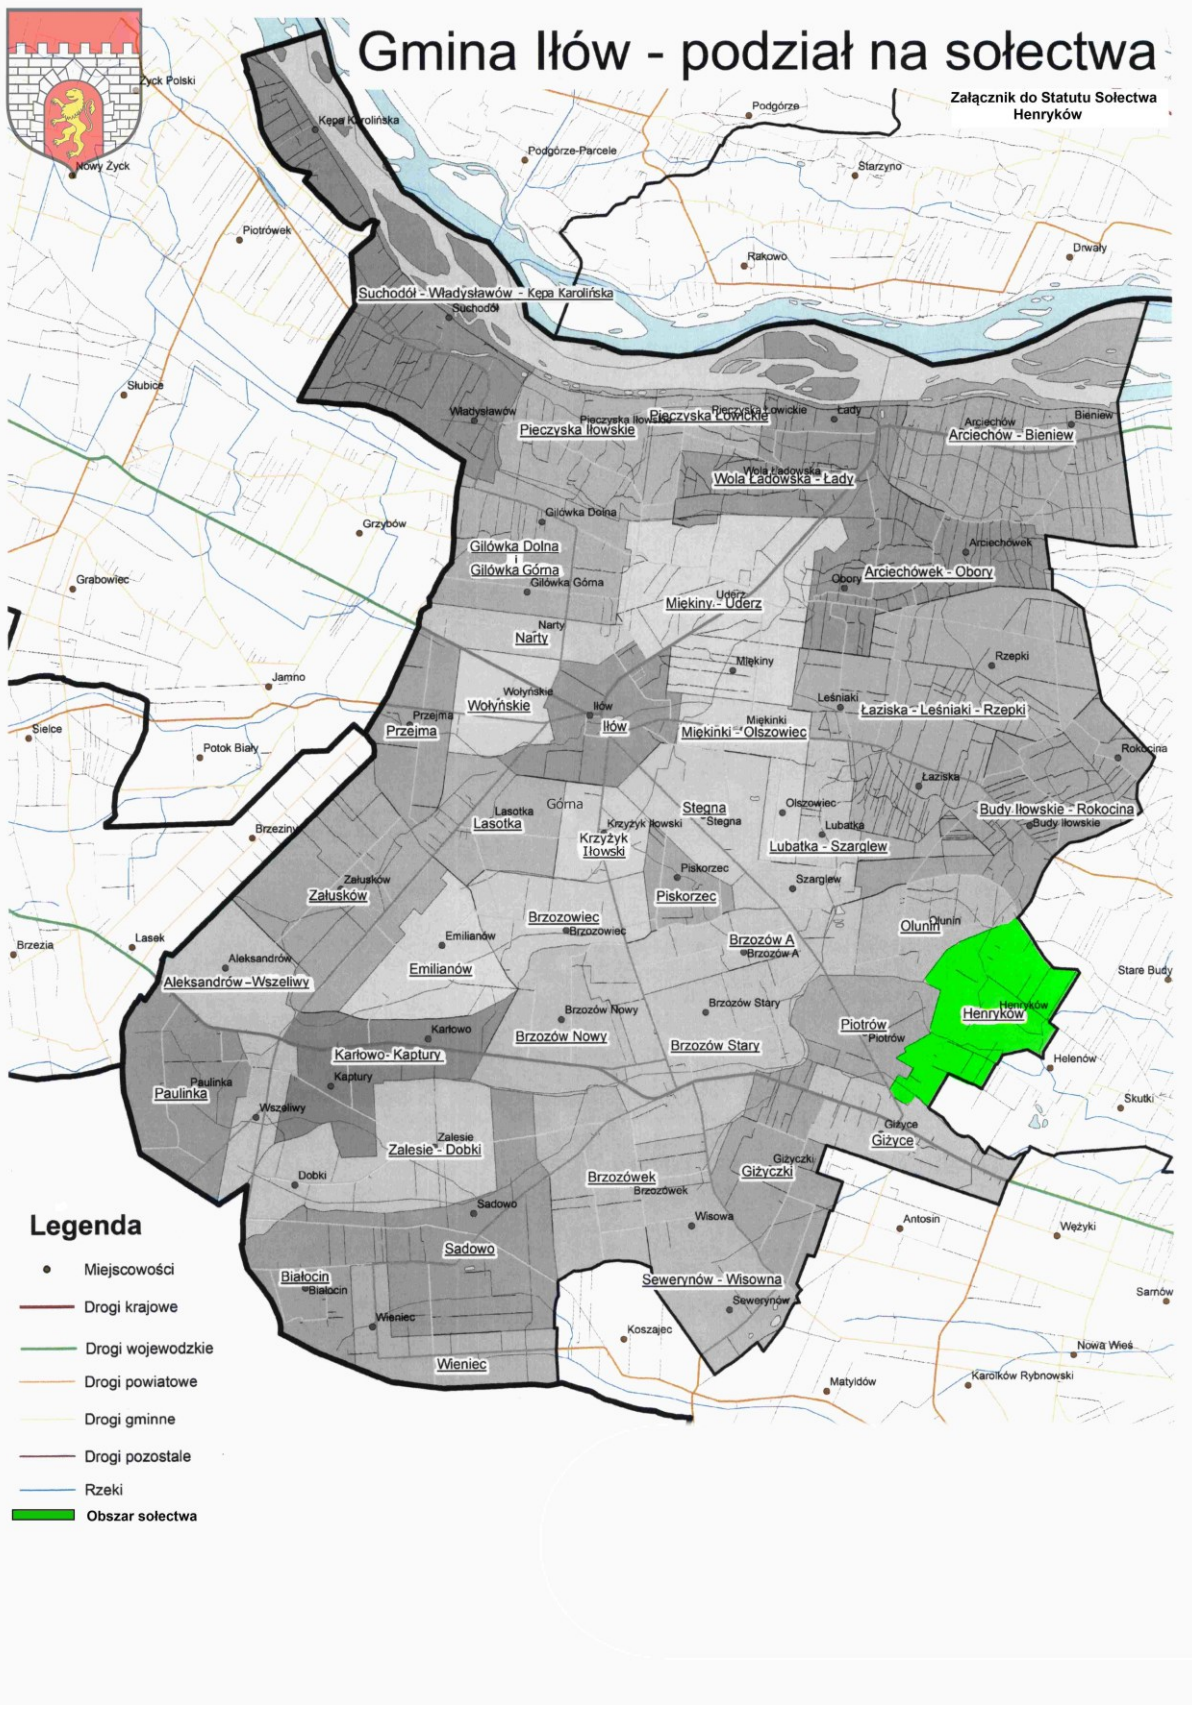 Gmina Iłów - podział na sołectwa
Załącznik do Statutu Sołectwa
Henryków
Życk Polski
Nowy Życk
Kępa Karolińska
Podgórze
Podgórze-Parcele
Starzyno
Piotrówek
Rakowo
Drwały
Suchodół - Władysławów - Kępa Karolińska
Suchodół
Słubice
Władysławów
Pieczyska Iłowskie
Pieczyska Iłowskie
Pieczyska Łowickie
Pieczyska Łowickie
Łady
Arciechów
Bieniew
Arciechów - Bieniew
Wola Ładowska
Wola Ładowska - Łady
Gilówka Dolna
Grzybów
Gilówka Dolna
i
Gilówka Górna
Gilówka Górna
Arciechówek
Arciechówek - Obory
Obory
Grabowiec
Uderz
Miękiny - Uderz
Narty
Narty
Rzepki
Miękiny
Jamno
Wołyńskie
Wołyńskie
Iłów
Iłów
Leśniaki
Łaziska - Leśniaki - Rzepki
Przejma
Przejma
Miękinki
Miękinki - Olszowiec
Sielce
Potok Biały
Rokocina
Łaziska
Górna
Lasotka
Lasotka
Stegna
Stegna
Olszowiec
Budy Iłowskie - Rokocina
Budy Iłowskie
Brzeziny
Krzyżyk Iłowski
Krzyżyk
Iłowski
Lubatka
Lubatka - Szarglew
Załusków
Załusków
Piskorzec
Piskorzec
Szarglew
Brzozowiec
Brzozowiec
Olunin
Olunin
Brzezia
Lasek
Emilianów
Emilianów
Brzozów A
Brzozów A
Aleksandrów
Aleksandrów - Wszeliwy
Stare Budy
Brzozów Nowy
Brzozów Nowy
Brzozów Stary
Brzozów Stary
Henryków
Henryków
Piotrów
Piotrów
Karłowo
Karłowo - Kaptury
Kaptury
Helenów
Paulinka
Paulinka
Wszeliwy
Skutki
Giżyce
Giżyce
Zalesie
Zalesie - Dobki
Dobki
Brzozówek
Brzozówek
Giżyczki
Giżyczki
Sadowo
Sadowo
Wisowa
Antosin
Wężyki
Białocin
Białocin
Sewerynów - Wisowna
Sewerynów
Sarnów
Wieniec
Wieniec
Koszajec
Nowa Wieś
Matyldów
Karolków Rybnowski
Legenda
Miejscowości
Drogi krajowe
Drogi wojewodzkie
Drogi powiatowe
Drogi gminne
Drogi pozostale
Rzeki
Obszar sołectwa